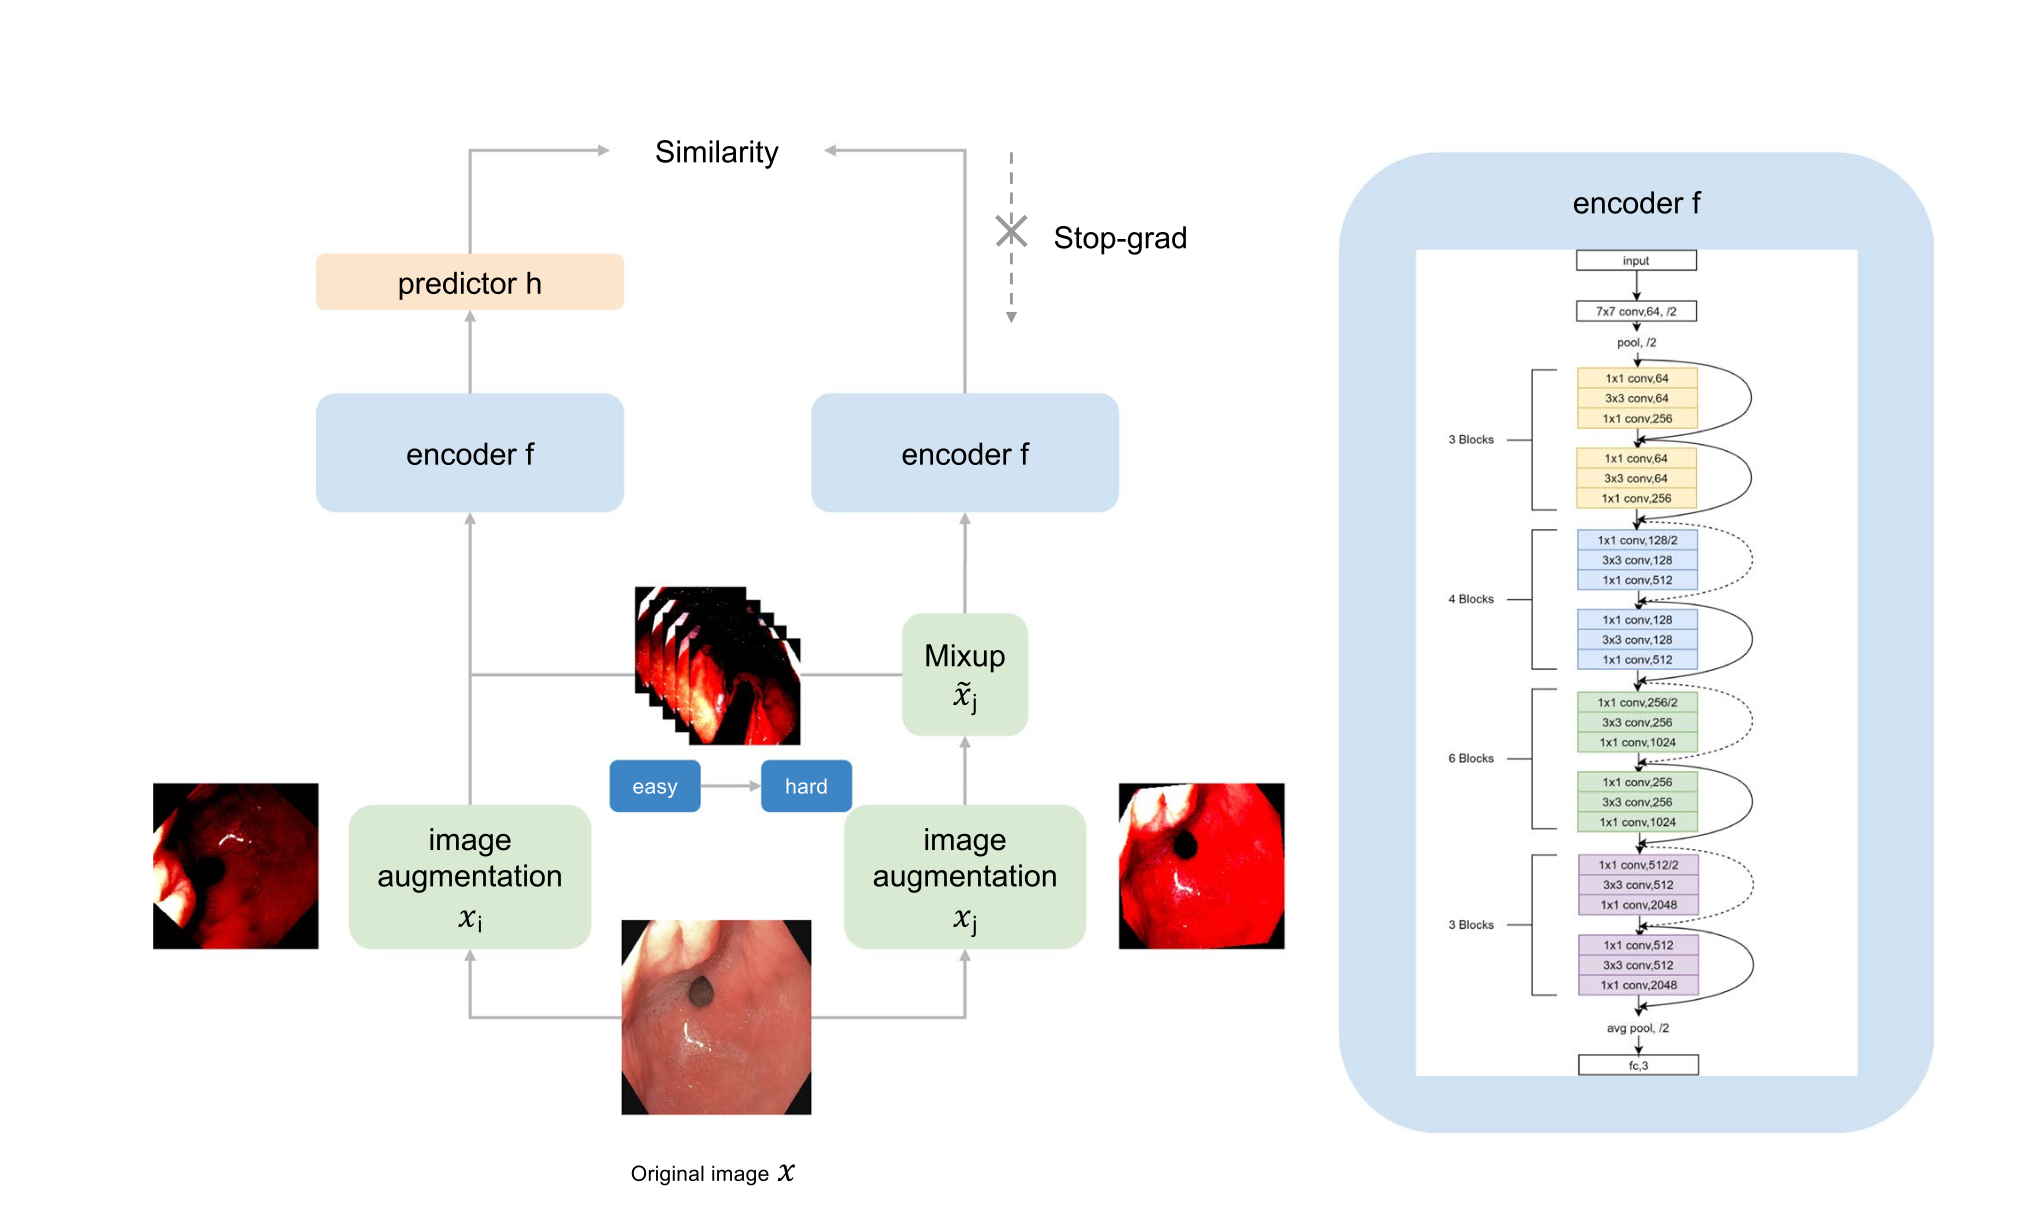 Similarity
Stop-grad
predictor h
encoder f
encoder f
Mixup
x̃j
easy
hard
image
augmentation
xi
image
augmentation
xj
Original image x
encoder f
input
7x7 conv,64, /2
pool, /2
3 Blocks
1x1 conv,64
3x3 conv,64
1x1 conv,256
1x1 conv,64
3x3 conv,64
1x1 conv,256
4 Blocks
1x1 conv,128/2
3x3 conv,128
1x1 conv,512
1x1 conv,128
3x3 conv,128
1x1 conv,512
6 Blocks
1x1 conv,256/2
3x3 conv,256
1x1 conv,1024
1x1 conv,256
3x3 conv,256
1x1 conv,1024
3 Blocks
1x1 conv,512/2
3x3 conv,512
1x1 conv,2048
1x1 conv,512
3x3 conv,512
1x1 conv,2048
avg pool, /2
fc,3